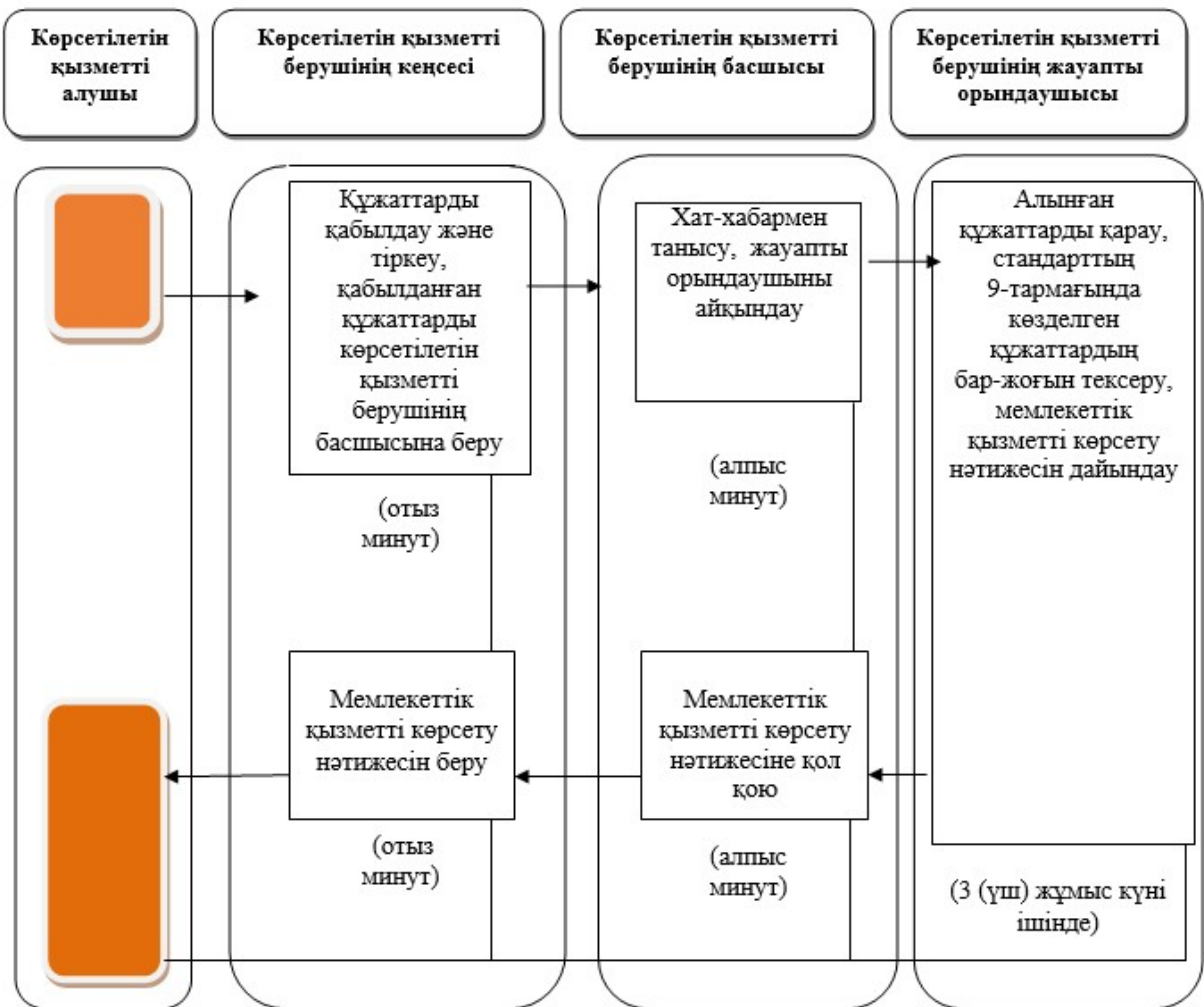 Көрсетілетін
қызметті
алушы
Көрсетілетін қызметті
берушінің кеңсесі
Көрсетілетін қызметті
берушінің басшысы
Көрсетілетін қызметті
берушінің жауапты
орындаушысы
Құжаттарды
қабылдау және
тіркеу,
қабылданған
құжаттарды
көрсетілетін
қызметті
берушінің
басшысына беру
(отыз
минут)
Хат-хабармен
танысу, жауапты
орындаушыны
айқындау
(алпыс
минут)
Алынған
құжаттарды қарау,
стандарттың
9-тармағында
көзделген
құжаттардың
бар-жоғын тексеру,
мемлекеттік
қызметті көрсету
нәтижесін дайындау
Мемлекеттік
қызметті көрсету
нәтижесін беру
(отыз
минут)
Мемлекеттік
қызметті көрсету
нәтижесіне қол
қою
(алпыс
минут)
(3 (үш) жұмыс күні
ішінде)